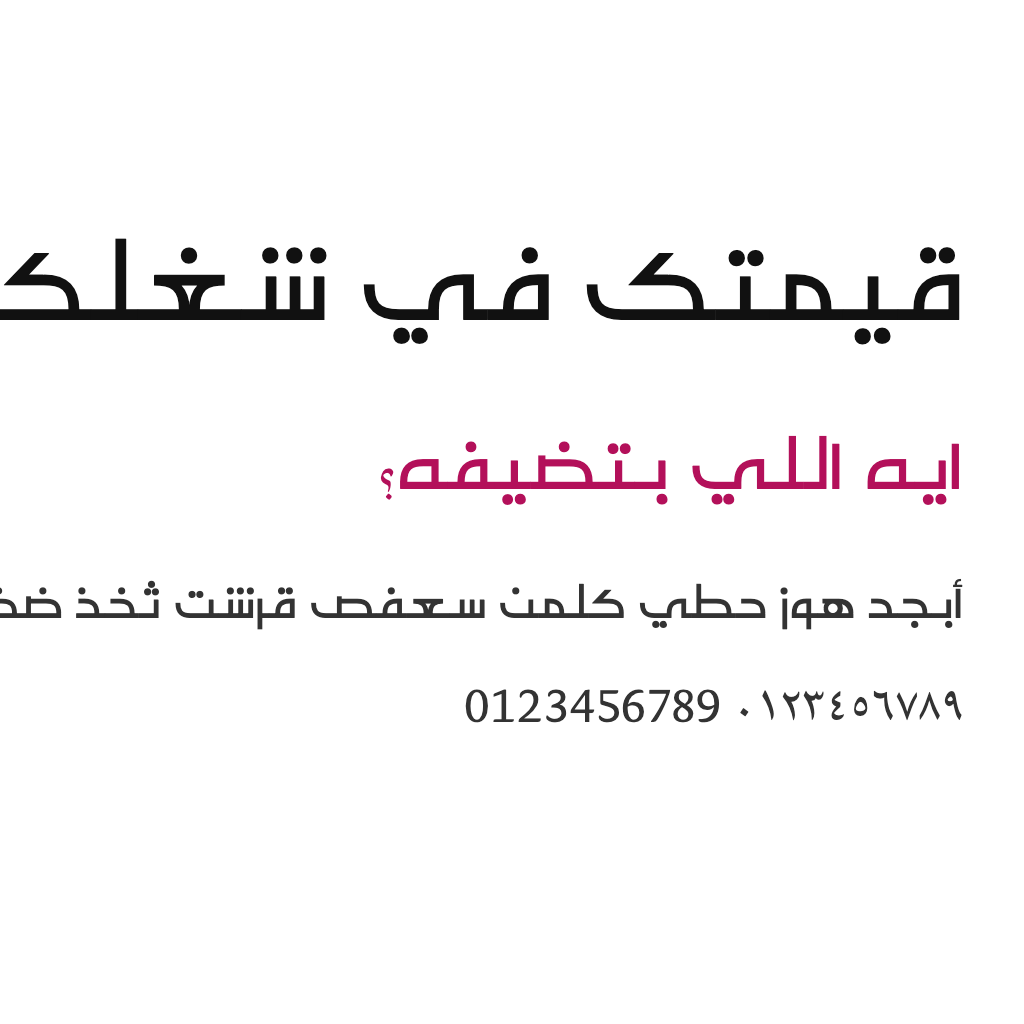 قيمتك في شغلك
ايه اللي بتضيفه؟
أبجد هوز حطي كلمن سعفص قرشت ثخذ
٠١٢٣٤٥٦٧٨٩ 0123456789